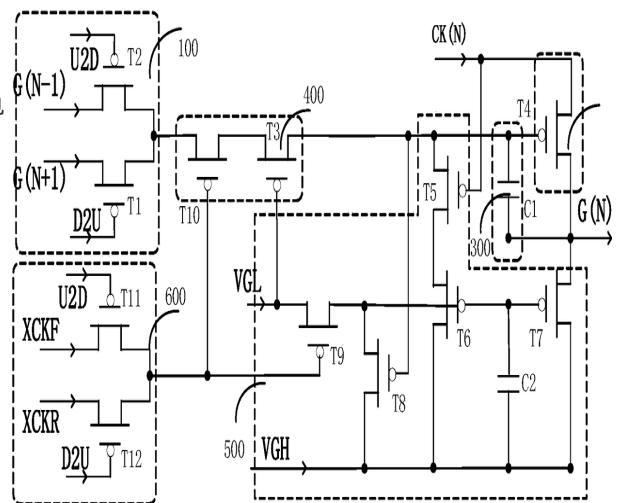 CK(N)
U2D
T2
100
G(N-1)
400
T4
T3
G(N+1)
T5
T10
C1
G(N)
D2U
T1
300
U2D
T11
600
VGL
XCKF
T9
T6
T7
T8
C2
XCKR
500
VGH
D2U
T12